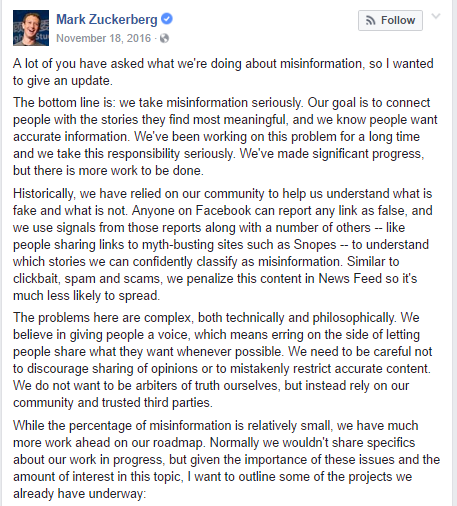 Mark Zuckerberg
Follow
November 18, 2016 ·
A lot of you have asked what we're doing about misinformation, so I wanted
to give an update.
The bottom line is: we take misinformation seriously. Our goal is to connect
people with the stories they find most meaningful, and we know people want
accurate information. We've been working on this problem for a long time
and we take this responsibility seriously. We've made significant progress,
but there is more work to be done.
Historically, we have relied on our community to help us understand what is
fake and what is not. Anyone on Facebook can report any link as false, and
we use signals from those reports along with a number of others -- like
people sharing links to myth-busting sites such as Snopes -- to understand
which stories we can confidently classify as misinformation. Similar to
clickbait, spam and scams, we penalize this content in News Feed so it's
much less likely to spread.
The problems here are complex, both technically and philosophically. We
believe in giving people a voice, which means erring on the side of letting
people share what they want whenever possible. We need to be careful not
to discourage sharing of opinions or to mistakenly restrict accurate content.
We do not want to be arbiters of truth ourselves, but instead rely on our
community and trusted third parties.
While the percentage of misinformation is relatively small, we have much
more work ahead on our roadmap. Normally we wouldn't share specifics
about our work in progress, but given the importance of these issues and the
amount of interest in this topic, I want to outline some of the projects we
already have underway: